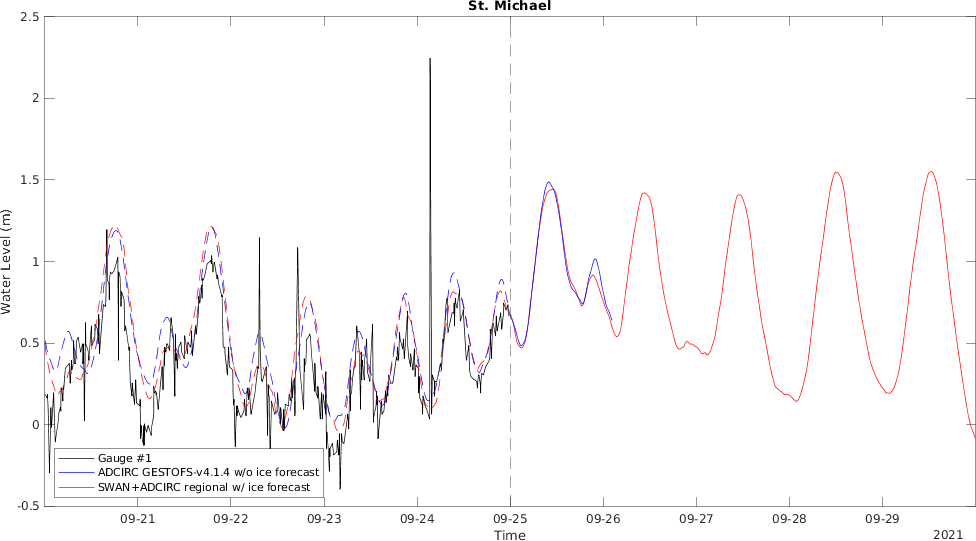 St. Michael
2.5
2
1.5
1
0.5
0
-0.5
Water Level (m)
Gauge #1
ADCIRC GESTOFS-v4.1.4 w/o ice forecast
SWAN+ADCIRC regional w/ ice forecast
09-21 09-22 09-23 09-24 09-25 09-26 09-27 09-28 09-29
Time
2021